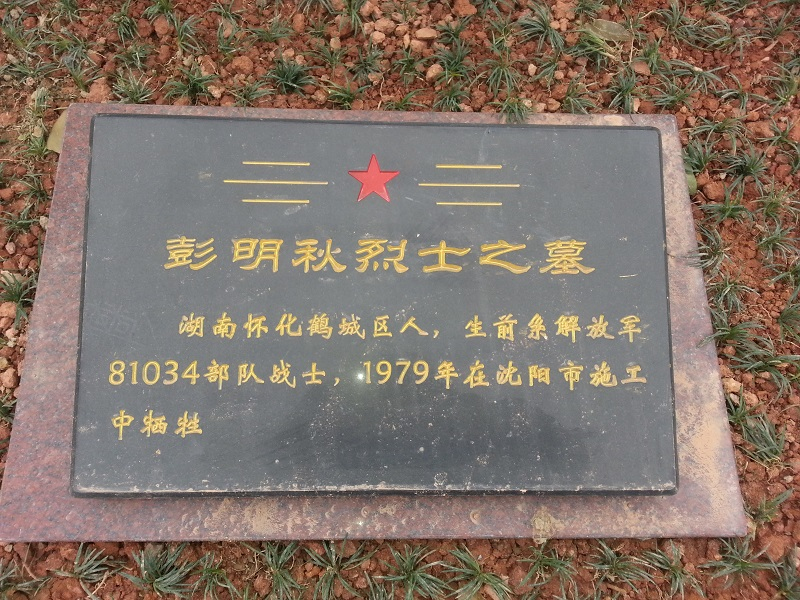 彭明秋烈士之墓
湖南怀化鹤城区人，生前系解放军
81034部队战士，1979年在沈阳市施工
中牺牲